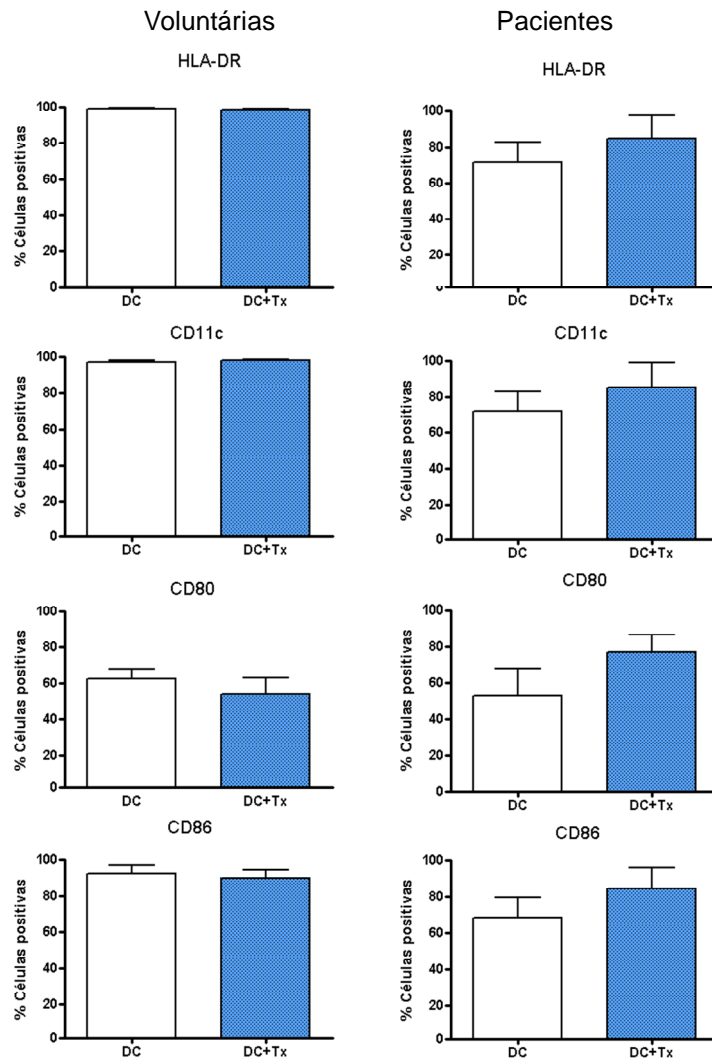 Voluntárias
HLA-DR
% Células positivas
100
80
60
40
20
0
DC DC+Tx
CD11c
% Células positivas
100
80
60
40
20
0
DC DC+Tx
CD80
% Células positivas
100
80
60
40
20
0
DC DC+Tx
CD86
% Células positivas
100
80
60
40
20
0
DC DC+Tx
Pacientes
HLA-DR
% Células positivas
100
80
60
40
20
DC DC+Tx
CD11c
% Células positivas
100
80
60
40
20
0
DC DC+Tx
CD80
% Células positivas
100
80
60
40
20
0
DC DC+Tx
CD86
% Células positivas
100
80
60
40
20
0
DC DC+Tx